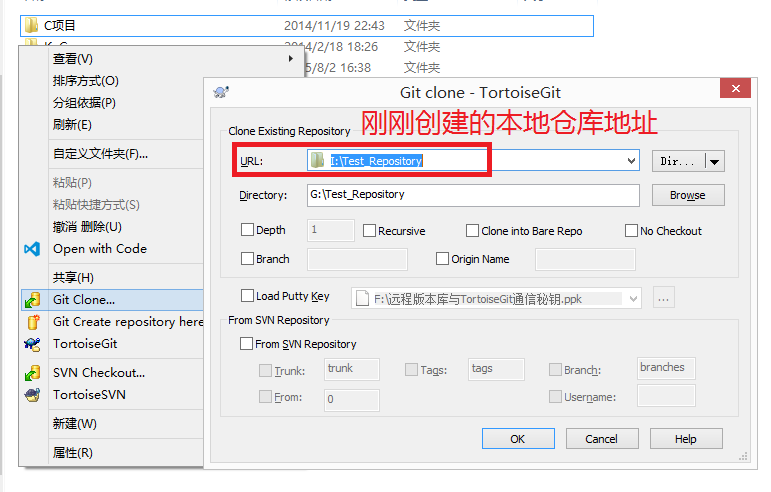 C项目 2014/11/19 22:43 文件夹
2014/2/18 18:26 文件夹
5/8/2 16:38 文件夹
查看(V)
排序方式(O)
分组依据(P)
刷新(E)
自定义文件夹(F)...
粘贴(P)
粘贴快捷方式(S)
撤消 删除(U)
Open with Code
共享(H)
Git Clone...
Git Create repository here
TortoiseGit
SVN Checkout...
TortoiseSVN
新建(W)
属性(R)
Git clone - TortoiseGit
刚刚创建的本地仓库地址
Clone Existing Repository
URL: I:\Test_Repository Dir...
Directory: G:\Test_Repository Browse
Depth 1 Recursive Clone into Bare Repo No Checkout
Branch Origin Name
Load Putty Key F:\远程版本库与TortoiseGit通信秘钥.ppk ...
From SVN Repository
From SVN Repository
Trunk: trunk Tags: tags Branch: branches
From: 0 Username:
OK Cancel Help